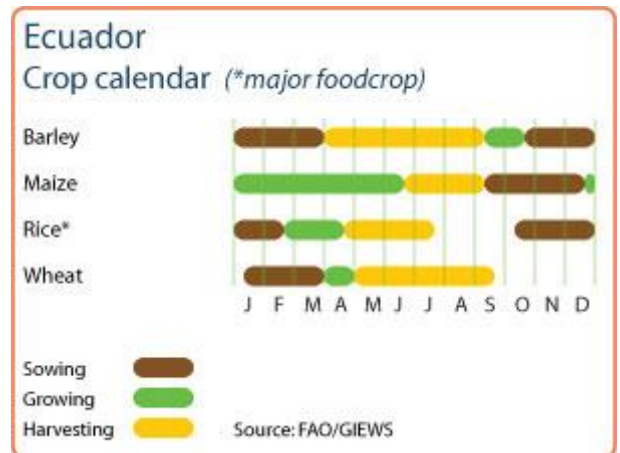 Ecuador
Crop calendar (*major foodcrop)
Barley
Maize
Rice*
Wheat
J F M A M J J A S O N D
Sowing
Growing
Harvesting Source: FAO/GIEWS